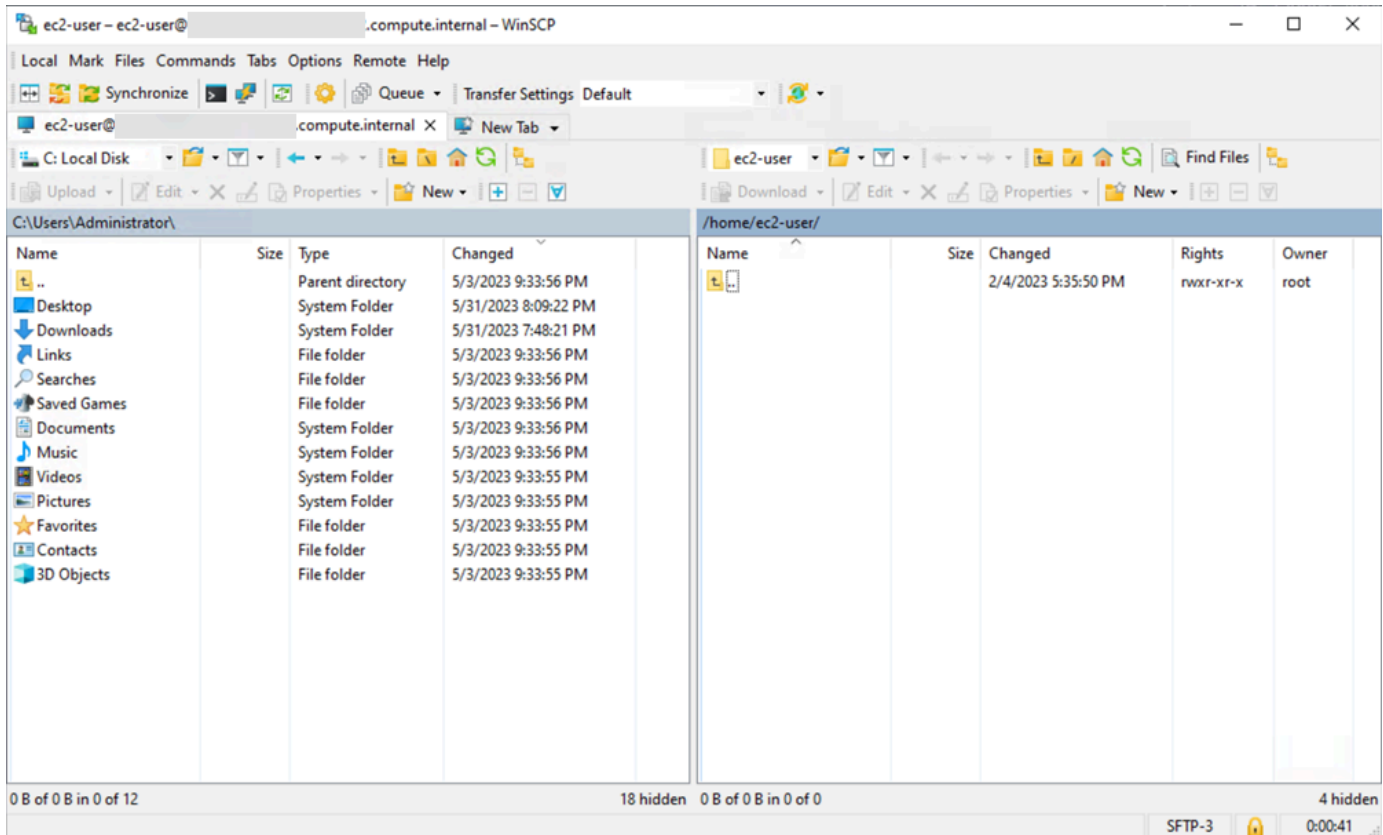 ec2-user – ec2-user@ .compute.internal – WinSCP
Local Mark Files Commands Tabs Options Remote Help
Synchronize Queue Transfer Settings Default
ec2-user@ .compute.internal X New Tab
C: Local Disk
Upload Edit Properties New
C:\Users\Administrator\
Name Size Type Changed
.. Parent directory 5/3/2023 9:33:56 PM
Desktop System Folder 5/31/2023 8:09:22 PM
Downloads System Folder 5/31/2023 7:48:21 PM
Links File folder 5/3/2023 9:33:56 PM
Searches File folder 5/3/2023 9:33:56 PM
Saved Games File folder 5/3/2023 9:33:56 PM
Documents System Folder 5/3/2023 9:33:56 PM
Music System Folder 5/3/2023 9:33:56 PM
Videos System Folder 5/3/2023 9:33:55 PM
Pictures System Folder 5/3/2023 9:33:55 PM
Favorites File folder 5/3/2023 9:33:55 PM
Contacts File folder 5/3/2023 9:33:55 PM
3D Objects File folder 5/3/2023 9:33:55 PM
0 B of 0 B in 0 of 12 18 hidden
ec2-user Find Files
Download Edit Properties New
/home/ec2-user/
Name Size Changed Rights Owner
.. 2/4/2023 5:35:50 PM rwxr-xr-x root
0 B of 0 B in 0 of 0 4 hidden
SFTP-3 0:00:41